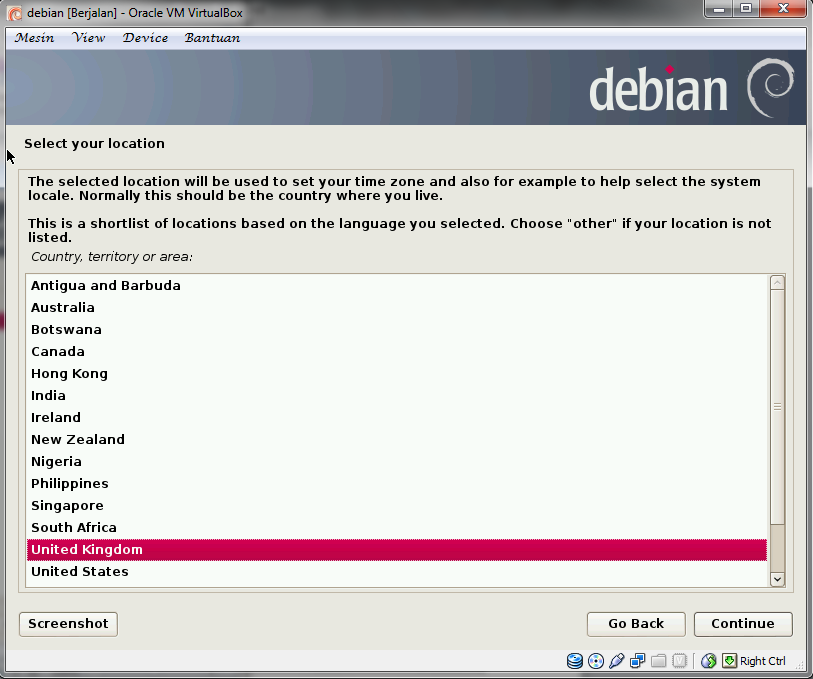 debian [Berjalan] - Oracle VM VirtualBox
Mesin View Device Bantuan
debian
Select your location
The selected location will be used to set your time zone and also for example to help select the system
locale. Normally this should be the country where you live.
This is a shortlist of locations based on the language you selected. Choose "other" if your location is not
listed.
Country, territory or area:
Antigua and Barbuda
Australia
Botswana
Canada
Hong Kong
India
Ireland
New Zealand
Nigeria
Philippines
Singapore
South Africa
United Kingdom
United States
Screenshot Go Back Continue
Right Ctrl